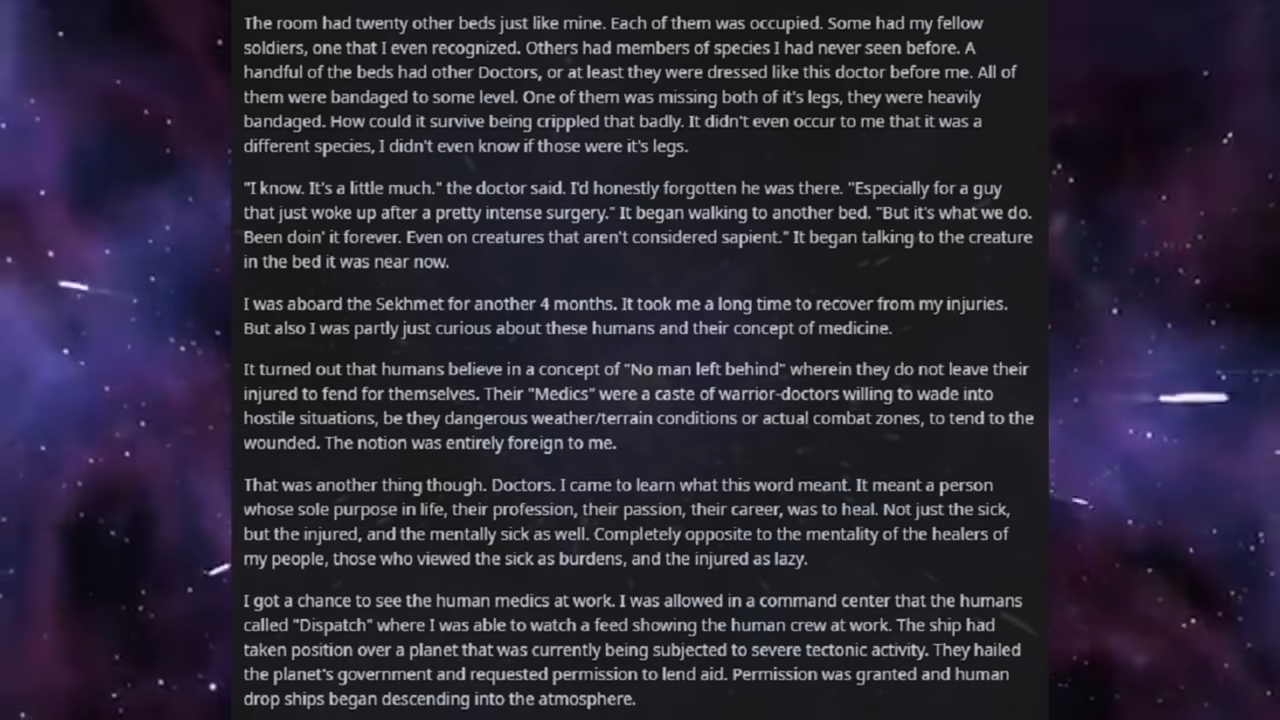 The room had twenty other beds just like mine. Each of them was occupied. Some had my fellow
soldiers, one that I even recognized. Others had members of species I had never seen before. A
handful of the beds had other Doctors, or at least they were dressed like this doctor before me. All of
them were bandaged to some level. One of them was missing both of it's legs, they were heavily
bandaged. How could it survive being crippled that badly. It didn't even occur to me that it was a
different species, I didn't even know if those were it's legs.
"I know. It's a little much." the doctor said. I'd honestly forgotten he was there. "Especially for a guy
that just woke up after a pretty intense surgery." It began walking to another bed. "But it's what we do.
Been doin' it forever. Even on creatures that aren't considered sapient." It began talking to the creature
in the bed it was near now.
I was aboard the Sekhmet for another 4 months. It took me a long time to recover from my injuries.
But also I was partly just curious about these humans and their concept of medicine.
It turned out that humans believe in a concept of "No man left behind" wherein they do not leave their
injured to fend for themselves. Their "Medics" were a caste of warrior-doctors willing to wade into
hostile situations, be they dangerous weather/terrain conditions or actual combat zones, to tend to the
wounded. The notion was entirely foreign to me.
That was another thing though. Doctors. I came to learn what this word meant. It meant a person
whose sole purpose in life, their profession, their passion, their career, was to heal. Not just the sick,
but the injured, and the mentally sick as well. Completely opposite to the mentality of the healers of
my people, those who viewed the sick as burdens, and the injured as lazy.
I got a chance to see the human medics at work. I was allowed in a command center that the humans
called "Dispatch" where I was able to watch a feed showing the human crew at work. The ship had
taken position over a planet that was currently being subjected to severe tectonic activity. They hailed
the planet's government and requested permission to lend aid. Permission was granted and human
drop ships began descending into the atmosphere.